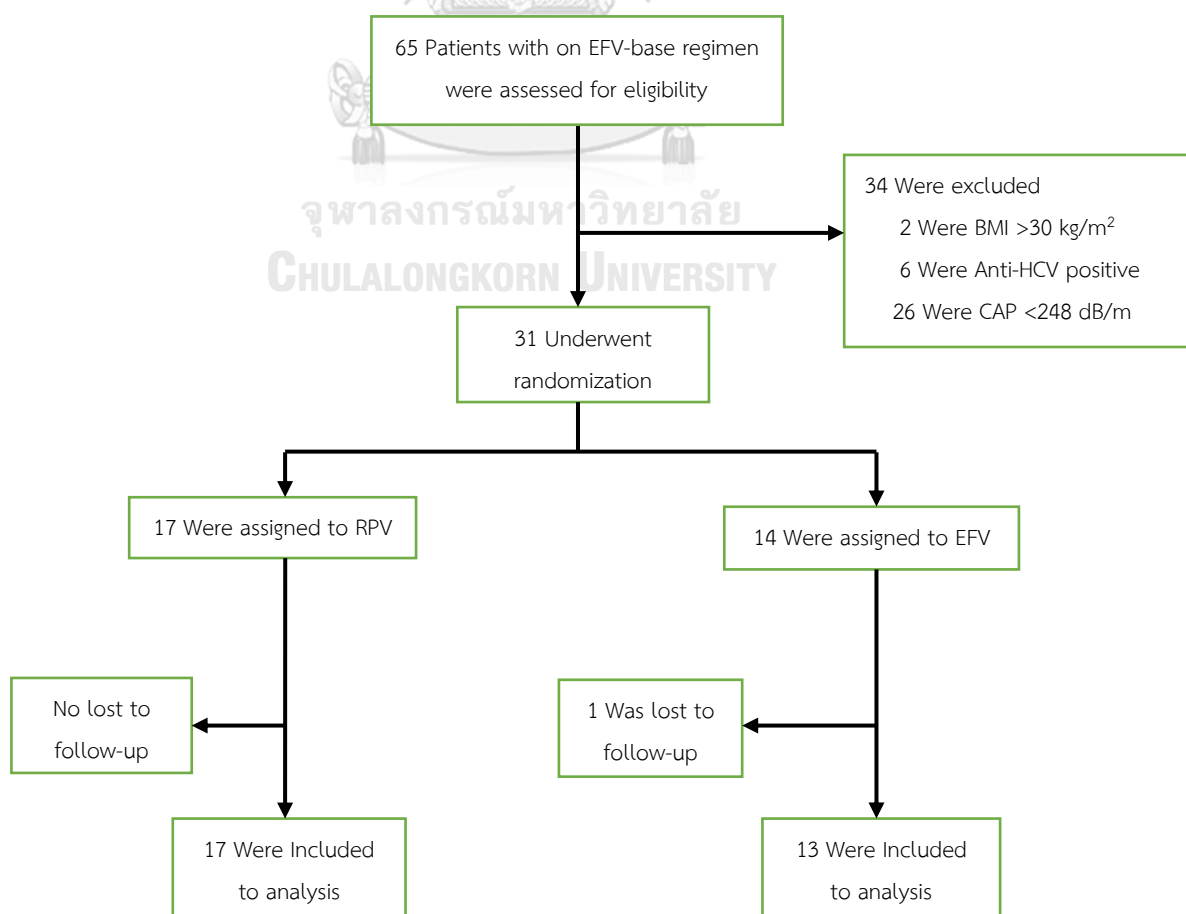 65 Patients with on EFV-base regimen
were assessed for eligibility
34 Were excluded
2 Were BMI >30 kg/m²
6 Were Anti-HCV positive
26 Were CAP <248 dB/m
จุฬาลงกรณ์มหาวิทยาลัย
CHULALONGKORN UNIVERSITY
31 Underwent
randomization
17 Were assigned to RPV
14 Were assigned to EFV
No lost to
follow-up
1 Was lost to
follow-up
17 Were Included
to analysis
13 Were Included
to analysis